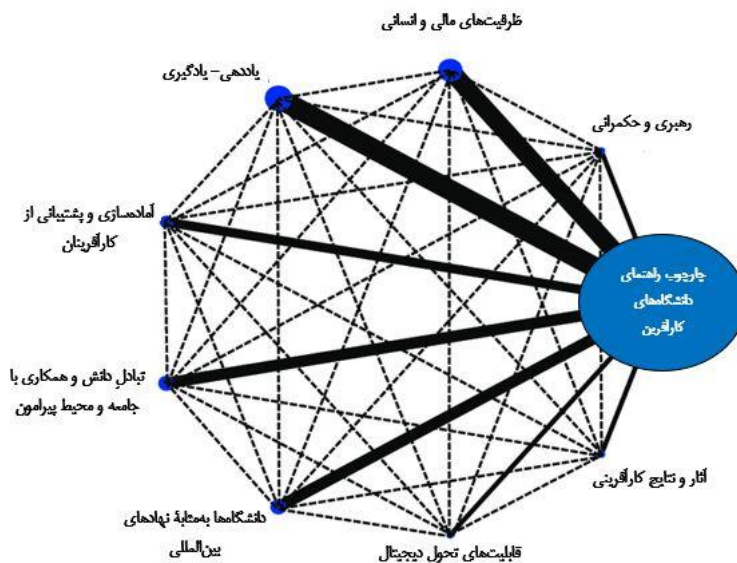 ظرفیت‌های مالی و انسانی
یاددهی– یادگیری
رهبری و حکمرانی
آماده‌سازی و پشتیبانی از
کارآفرینان
چارچوب راهنمای
دانشگاه‌های
کارآفرین
تبادل دانش و همکاری با
جامعه و محیط پیرامون
آثار و نتایج کارآفرینی
دانشگاه‌ها به‌مثابهٔ نهادهای
بین‌المللی
قابلیت‌های تحول دیجیتال